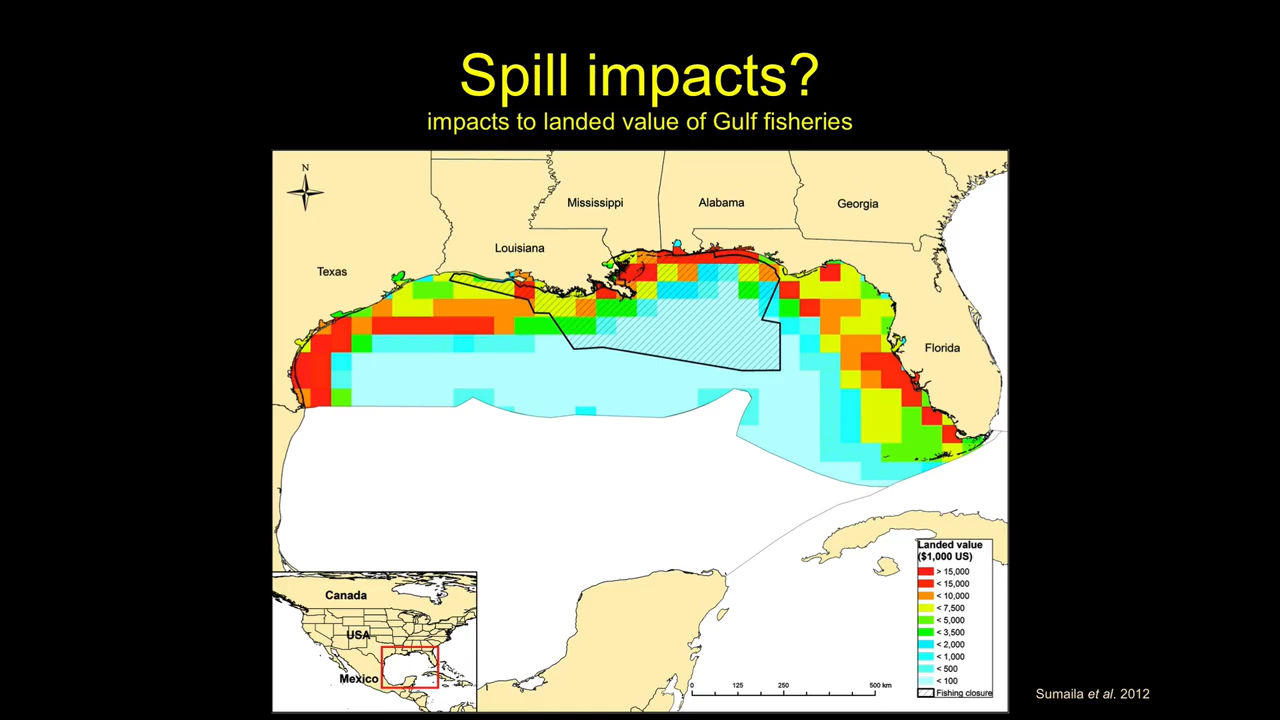 Spill impacts?
impacts to landed value of Gulf fisheries
N
Mississippi
Alabama
Georgia
Louisiana
Texas
Florida
Landed value
($1,000 US)
> 15,000
< 15,000
< 10,000
< 7,500
< 5,000
< 3,500
< 2,000
< 1,000
< 500
< 100
Fishing closure
Canada
USA
Mexico
0 125 250 500 km
Sumaila et al. 2012